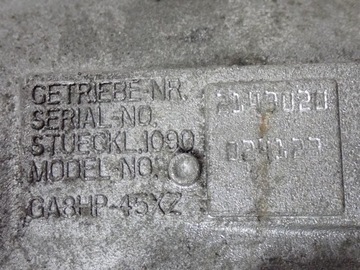 GETRIEBE-NR.
SERIAL-NO.
STUECKL.1090
MODEL-NO.
GA8HP-45XZ